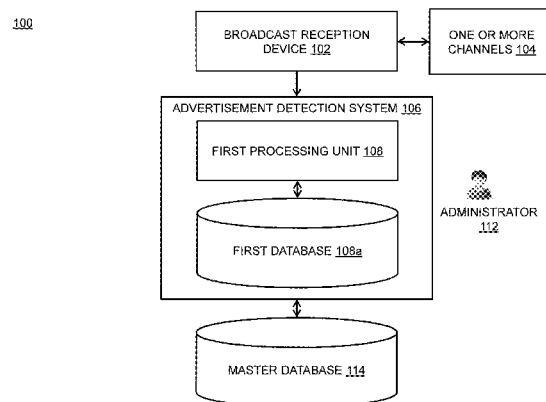 100
BROADCAST RECEPTION
DEVICE 102
ONE OR MORE
CHANNELS 104
ADVERTISEMENT DETECTION SYSTEM 106
FIRST PROCESSING UNIT 108
FIRST DATABASE 108a
ADMINISTRATOR
112
MASTER DATABASE 114